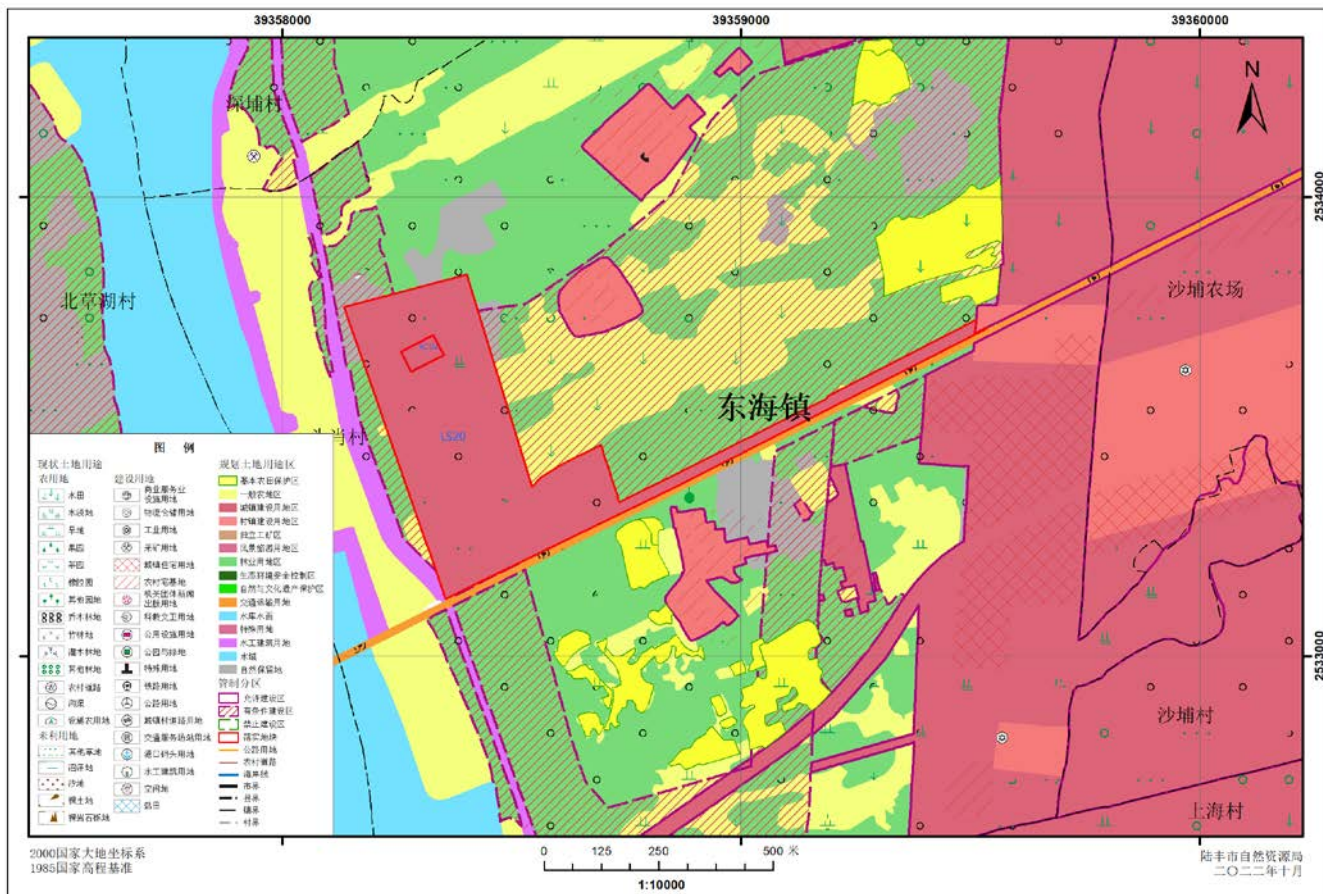 39358000
39359000
39360000
N
深埔村
2534000
北草湖村
沙埔农场
LS20
东海镇
图 例
现状土地用途
农用地
水田
水浇地
旱地
果园
茶园
橡胶园
其他园地
乔木林地
竹林地
灌木林地
其他林地
农村道路
沟渠
设施农用地
未利用地
其他草地
沼泽地
沙地
裸土地
裸岩石砾地
建设用地
商业服务业
设施用地
物流仓储用地
工业用地
采矿用地
城镇住宅用地
农村宅基地
机关团体新闻
出版用地
科教文卫用地
公用设施用地
公园与绿地
特殊用地
铁路用地
公路用地
城镇村道路用地
交通服务场站用地
港口码头用地
水工建筑用地
空闲地
规划土地用途区
基本农田保护区
一般农地区
城镇建设用地区
村镇建设用地区
独立工矿区
风景旅游用地区
林业用地区
生态环境安全控制区
自然与文化遗产保护区
交通运输用地
水库水面
特殊用地
水工建筑用地
水域
自然保留地
管制分区
允许建设区
有条件建设区
禁止建设区
落实地块
公路用地
农村道路
海岸线
市界
县界
镇界
村界
2533000
沙埔村
上海村
2000国家大地坐标系
1985国家高程基准
0 125 250 500 米
1:10000
陆丰市自然资源局
二〇二二年十月